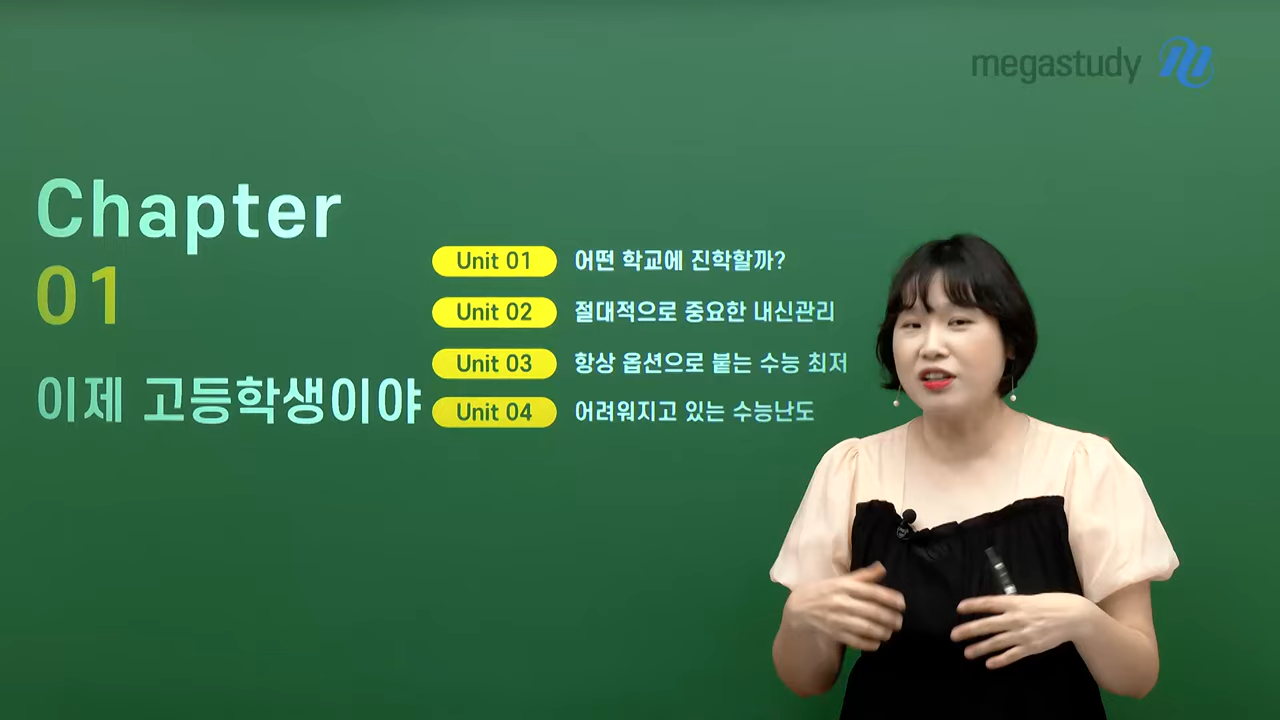 megastudy
Chapter
01
이제 고등학생이야
Unit 01 어떤 학교에 진학할까?
Unit 02 절대적으로 중요한 내신관리
Unit 03 항상 옵션으로 붙는 수능 최저
Unit 04 어려워지고 있는 수능난도